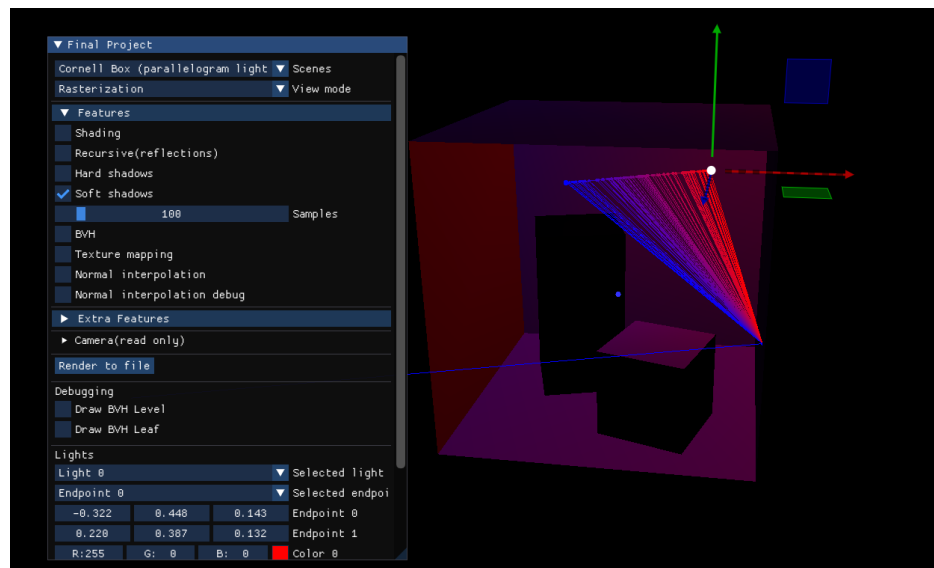 Final Project
Cornell Box (parallelogram light Scenes
Rasterization View mode
Features
Shading
Recursive(reflections)
Hard shadows
Soft shadows
100 Samples
BVH
Texture mapping
Normal interpolation
Normal interpolation debug
Extra Features
Camera(read only)
Render to file
Debugging
Draw BVH Level
Draw BVH Leaf
Lights
Light 0 Selected light
Endpoint 0 Selected endpoi
-0.322 0.448 0.143 Endpoint 0
0.220 0.387 0.132 Endpoint 1
R:255 G: 0 B: 0 Color 0